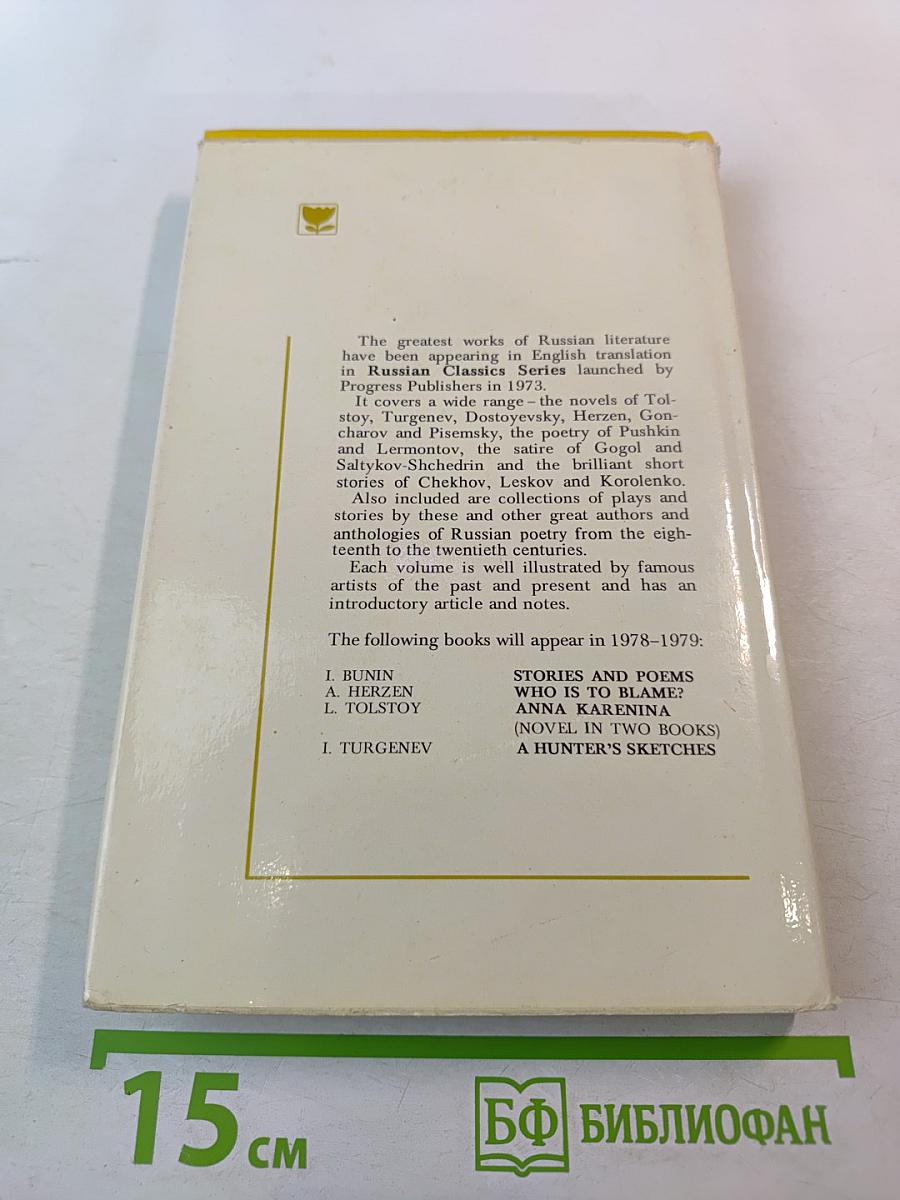 The greatest works of Russian literature
have been appearing in English translation
in Russian Classics Series launched by
Progress Publishers in 1973.
It covers a wide range – the novels of Tol-
stoy, Turgenev, Dostoyevsky, Herzen, Gon-
charov and Pisemsky, the poetry of Pushkin
and Lermontov, the satire of Gogol and
Saltykov-Shchedrin and the brilliant short
stories of Chekhov, Leskov and Korolenko.
Also included are collections of plays and
stories by these and other great authors and
anthologies of Russian poetry from the eigh-
teenth to the twentieth centuries.
Each volume is well illustrated by famous
artists of the past and present and has an
introductory article and notes.
The following books will appear in 1978–1979:
I. BUNIN STORIES AND POEMS
A. HERZEN WHO IS TO BLAME?
L. TOLSTOY ANNA KARENINA
(NOVEL IN TWO BOOKS)
I. TURGENEV A HUNTER'S SKETCHES
15 см
БФ БИБЛИОФАН